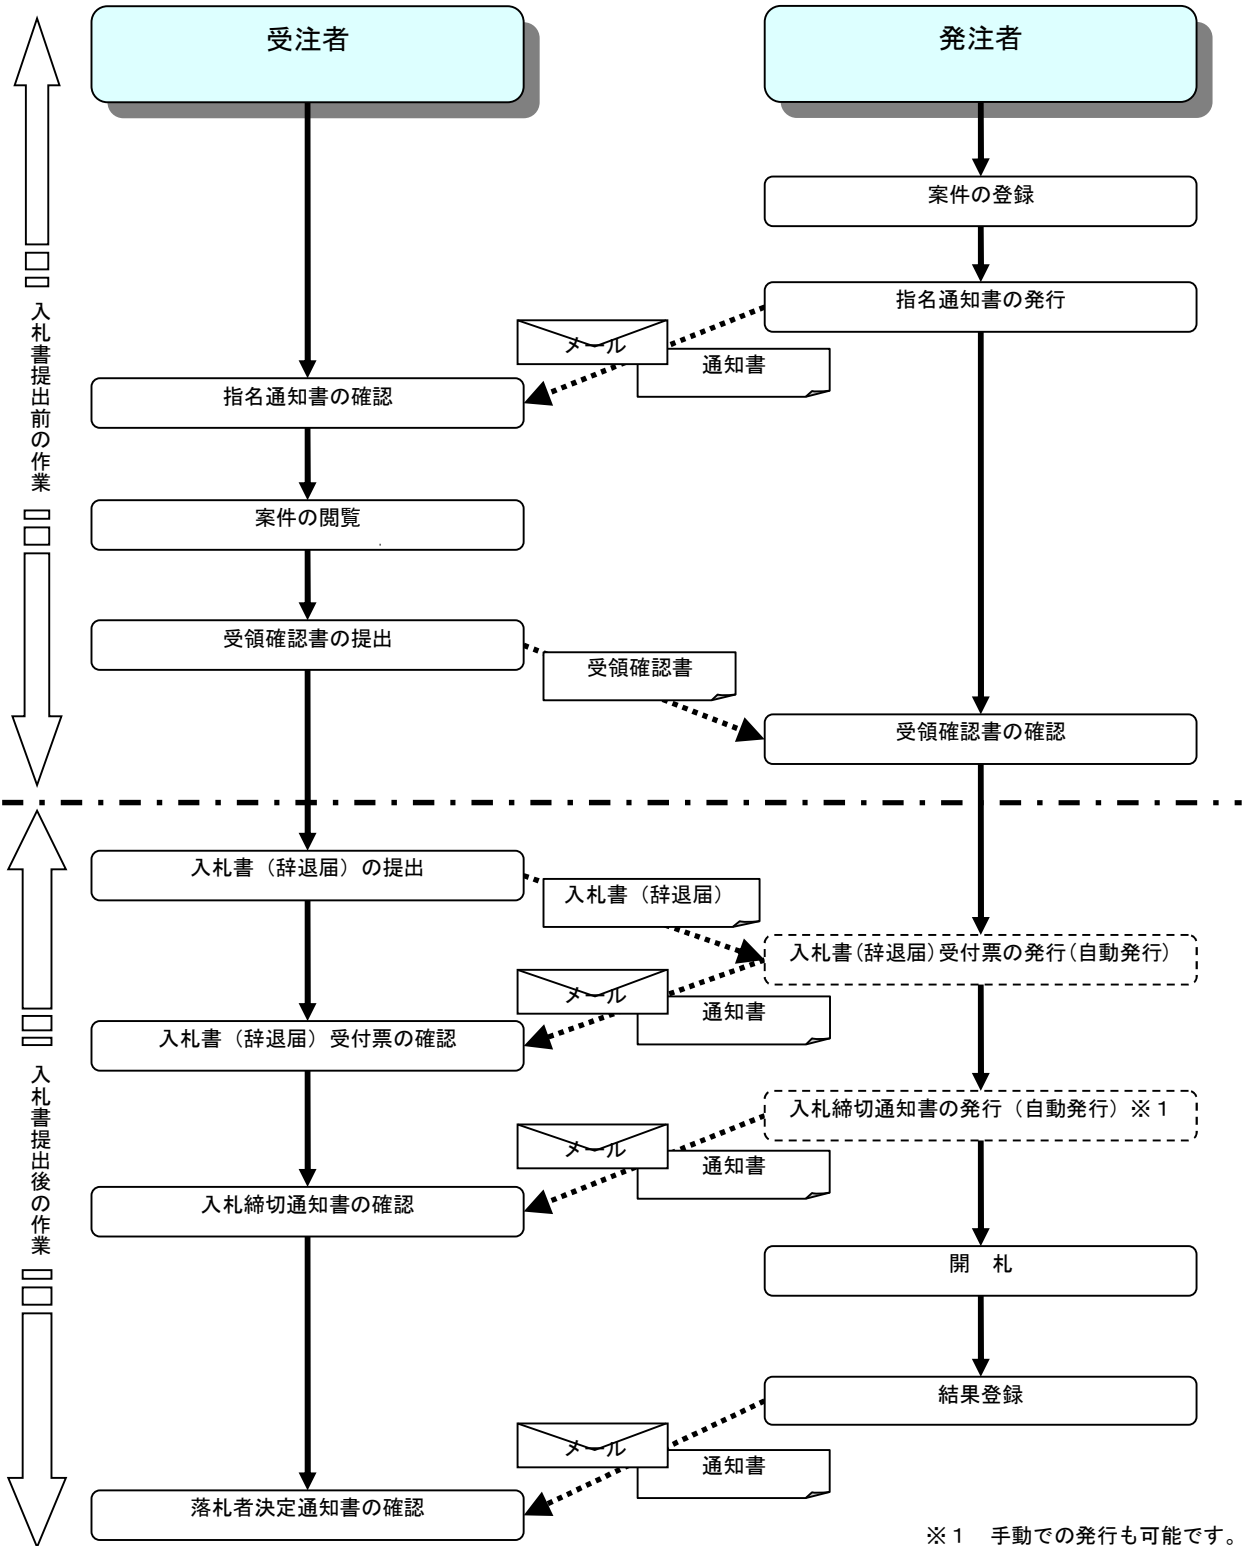 受注者
発注者
案件の登録
指名通知書の発行
メール
通知書
指名通知書の確認
入札書提出前の作業
案件の閲覧
受領確認書の提出
受領確認書
受領確認書の確認
入札書（辞退届）の提出
入札書（辞退届）
入札書(辞退届)受付票の発行(自動発行)
メール
通知書
入札書（辞退届）受付票の確認
入札書提出後の作業
入札締切通知書の発行（自動発行）※１
メール
通知書
入札締切通知書の確認
開　札
結果登録
メール
通知書
落札者決定通知書の確認
※１　手動での発行も可能です。